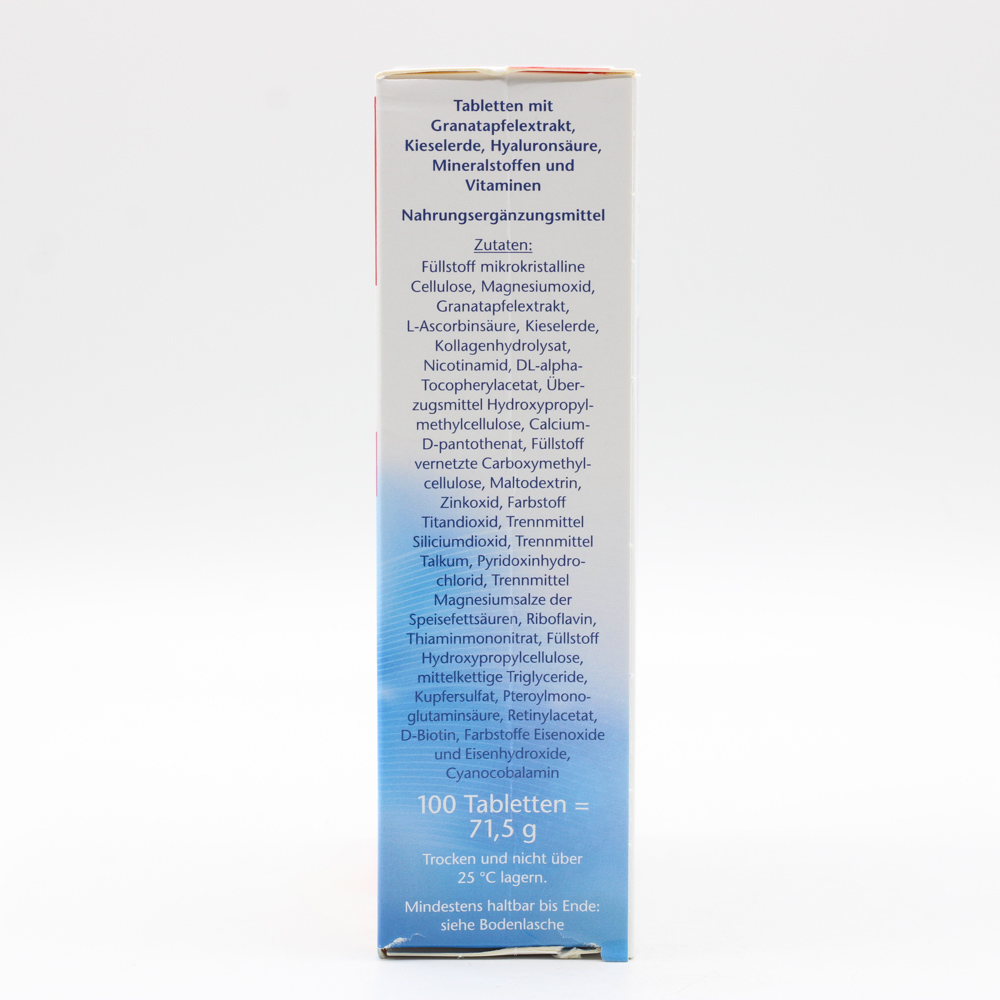 Tabletten mit
Granatapfelextrakt,
Kieselerde, Hyaluronsäure,
Mineralstoffen und
Vitaminen
Nahrungsergänzungsmittel
Zutaten:
Füllstoff mikrokristalline
Cellulose, Magnesiumoxid,
Granatapfelextrakt,
L-Ascorbinsäure, Kieselerde,
Kollagenhydrolysat,
Nicotinamid, DL-alpha-
Tocopherylacetat, Über-
zugsmittel Hydroxypropyl-
methylcellulose, Calcium-
D-pantothenat, Füllstoff
vernetzte Carboxymethyl-
cellulose, Maltodextrin,
Zinkoxid, Farbstoff
Titandioxid, Trennmittel
Siliciumdioxid, Trennmittel
Talkum, Pyridoxinhydro-
chlorid, Trennmittel
Magnesiumsalze der
Speisefettsäuren, Riboflavin,
Thiaminmononitrat, Füllstoff
Hydroxypropylcellulose,
mittelkettige Triglyceride,
Kupfersulfat, Pteroylmono-
glutaminsäure, Retinylacetat,
D-Biotin, Farbstoffe Eisenoxide
und Eisenhydroxide,
Cyanocobalamin
100 Tabletten =
71,5 g
Trocken und nicht über
25 °C lagern.
Mindestens haltbar bis Ende:
siehe Bodenlasche